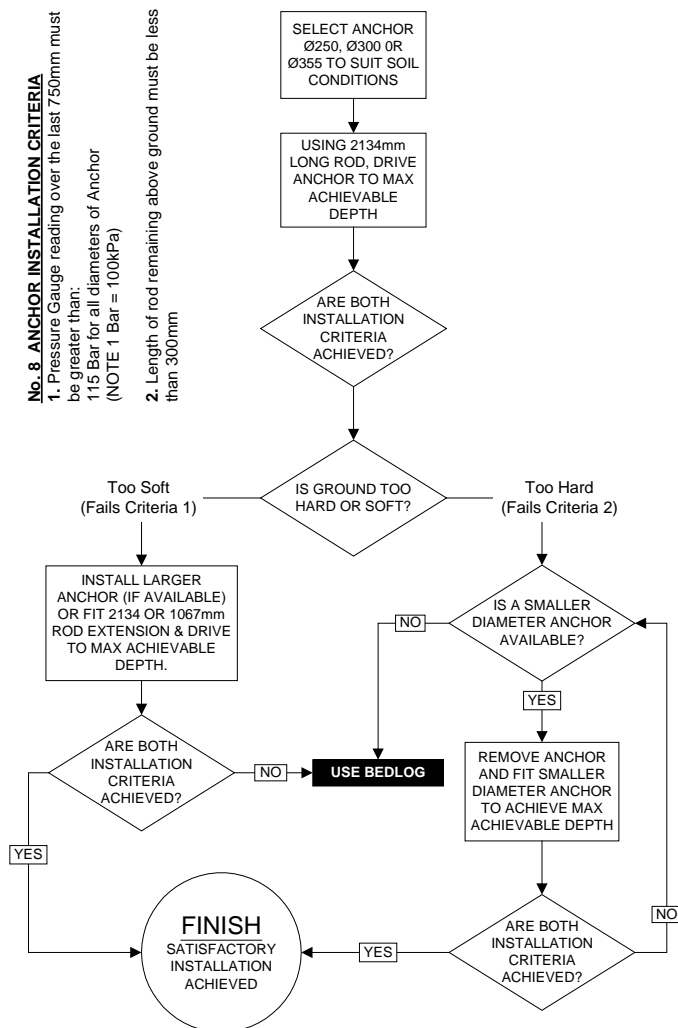 No. 8 ANCHOR INSTALLATION CRITERIA
1. Pressure Gauge reading over the last 750mm must
be greater than:
115 Bar for all diameters of Anchor
(NOTE 1 Bar = 100kPa)
2. Length of rod remaining above ground must be less
than 300mm
SELECT ANCHOR
Ø250, Ø300 0R
Ø355 TO SUIT SOIL
CONDITIONS
USING 2134mm
LONG ROD, DRIVE
ANCHOR TO MAX
ACHIEVABLE
DEPTH
ARE BOTH
INSTALLATION
CRITERIA
ACHIEVED?
IS GROUND TOO
HARD OR SOFT?
Too Soft
(Fails Criteria 1)
Too Hard
(Fails Criteria 2)
INSTALL LARGER
ANCHOR (IF AVAILABLE)
OR FIT 2134 OR 1067mm
ROD EXTENSION & DRIVE
TO MAX ACHIEVABLE
DEPTH.
IS A SMALLER
DIAMETER ANCHOR
AVAILABLE?
NO
YES
ARE BOTH
INSTALLATION
CRITERIA
ACHIEVED?
NO
USE BEDLOG
REMOVE ANCHOR
AND FIT SMALLER
DIAMETER ANCHOR
TO ACHIEVE MAX
ACHIEVABLE DEPTH
YES
FINISH
SATISFACTORY
INSTALLATION
ACHIEVED
YES
ARE BOTH
INSTALLATION
CRITERIA
ACHIEVED?
NO